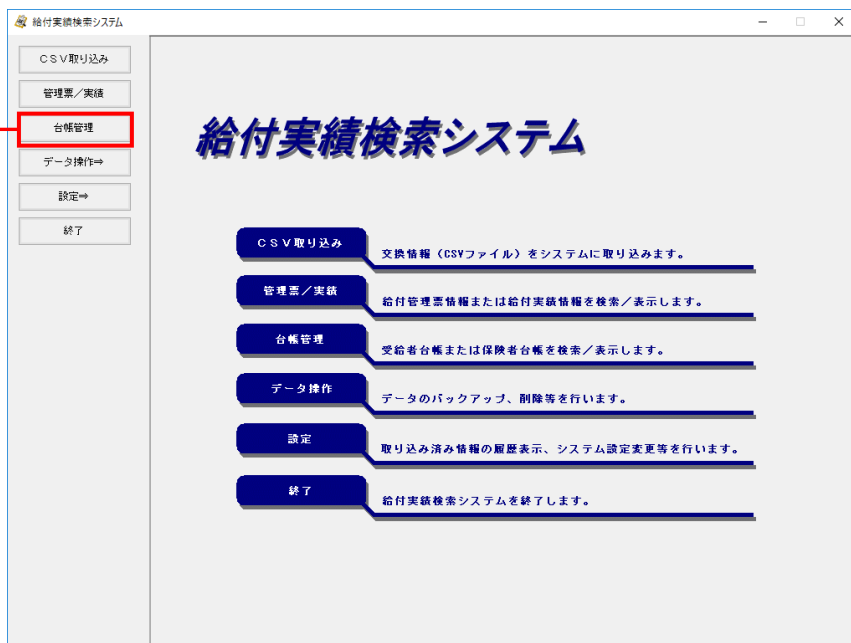 給付実績検索システム
CSV取り込み
管理票／実績
台帳管理
データ操作⇒
設定⇒
終了
給付実績検索システム
CSV取り込み
交換情報（CSVファイル）をシステムに取り込みます。
管理票／実績
給付管理票情報または給付実績情報を検索／表示します。
台帳管理
受給者台帳または保険者台帳を検索／表示します。
データ操作
データのバックアップ、削除等を行います。
設定
取り込み済み情報の履歴表示、システム設定変更等を行います。
終了
給付実績検索システムを終了します。